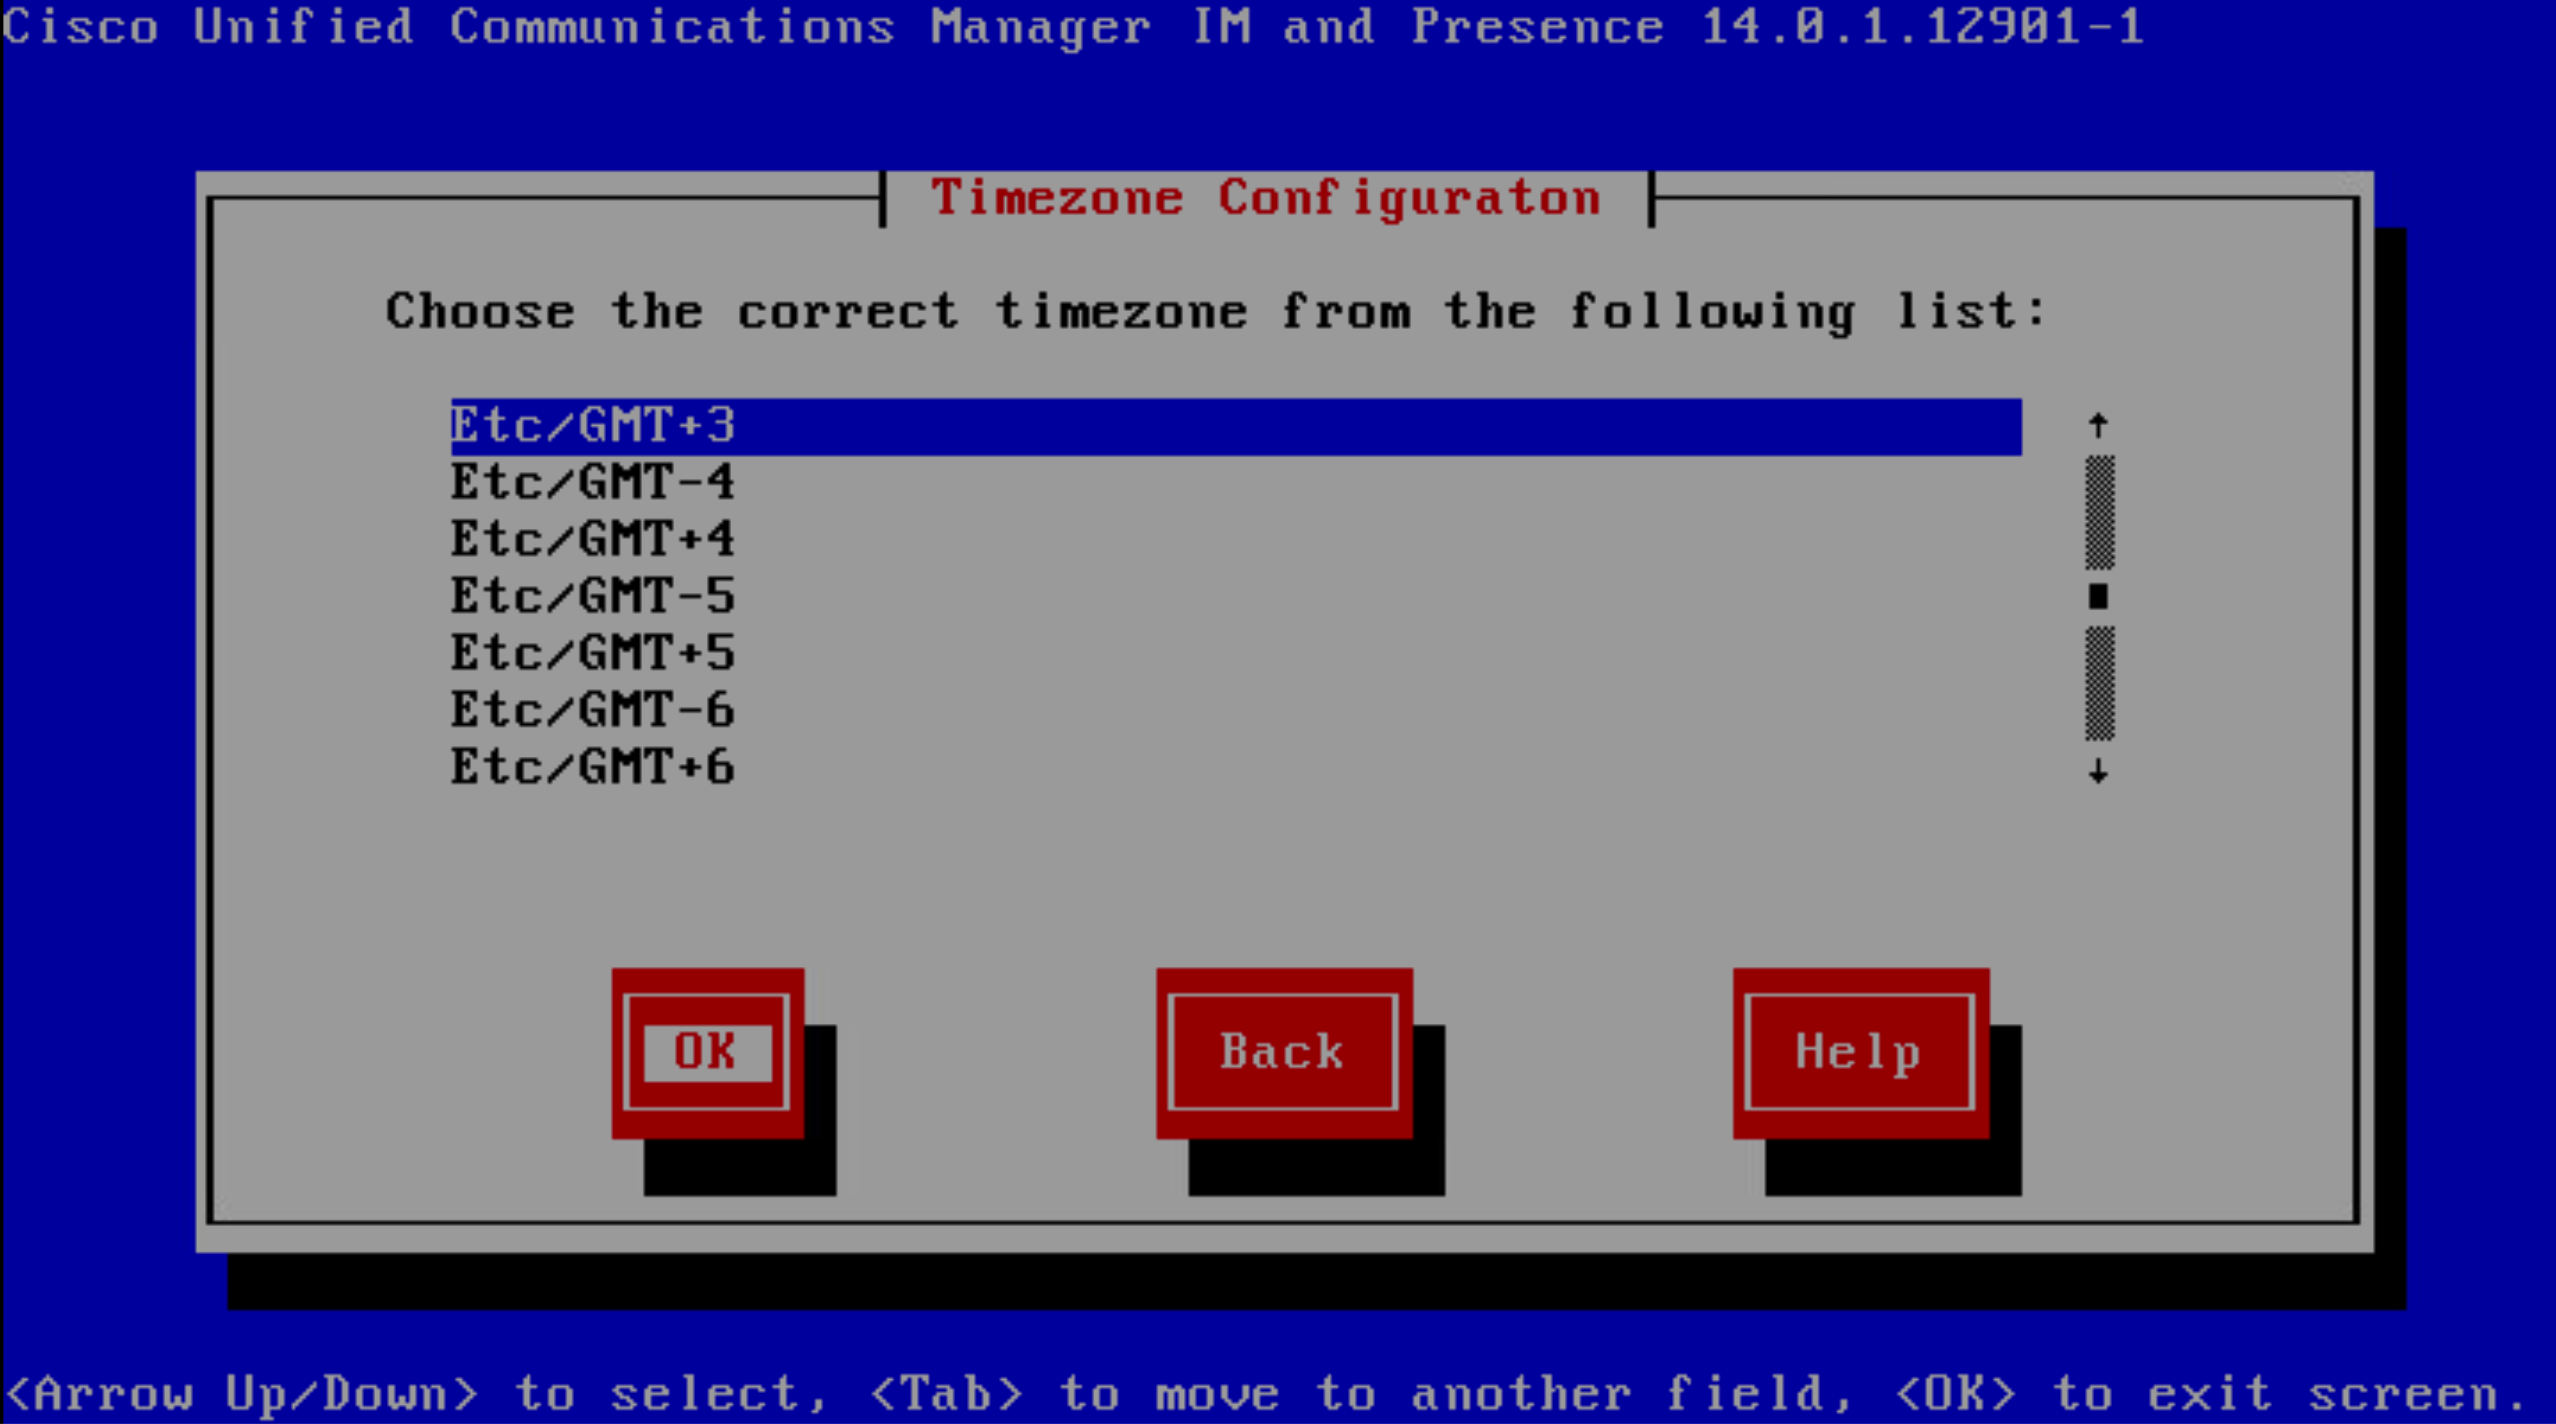 Cisco Unified Communications Manager IM and Presence 14.0.1.12901-1
Timezone Configuraton
Choose the correct timezone from the following list:
Etc/GMT+3
Etc/GMT-4
Etc/GMT+4
Etc/GMT-5
Etc/GMT+5
Etc/GMT-6
Etc/GMT+6
OK
Back
Help
<Arrow Up/Down> to select, <Tab> to move to another field, <OK> to exit screen.